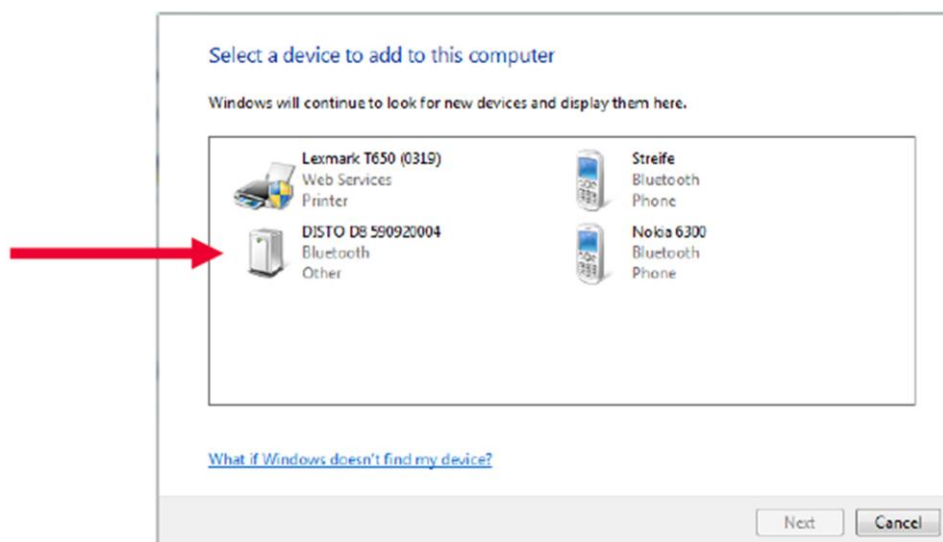 Select a device to add to this computer
Windows will continue to look for new devices and display them here.
Lexmark T650 (0319)
Web Services
Printer
DISTO D8 590920004
Bluetooth
Other
Streife
Bluetooth
Phone
Nokia 6300
Bluetooth
Phone
What if Windows doesn't find my device?
Next
Cancel